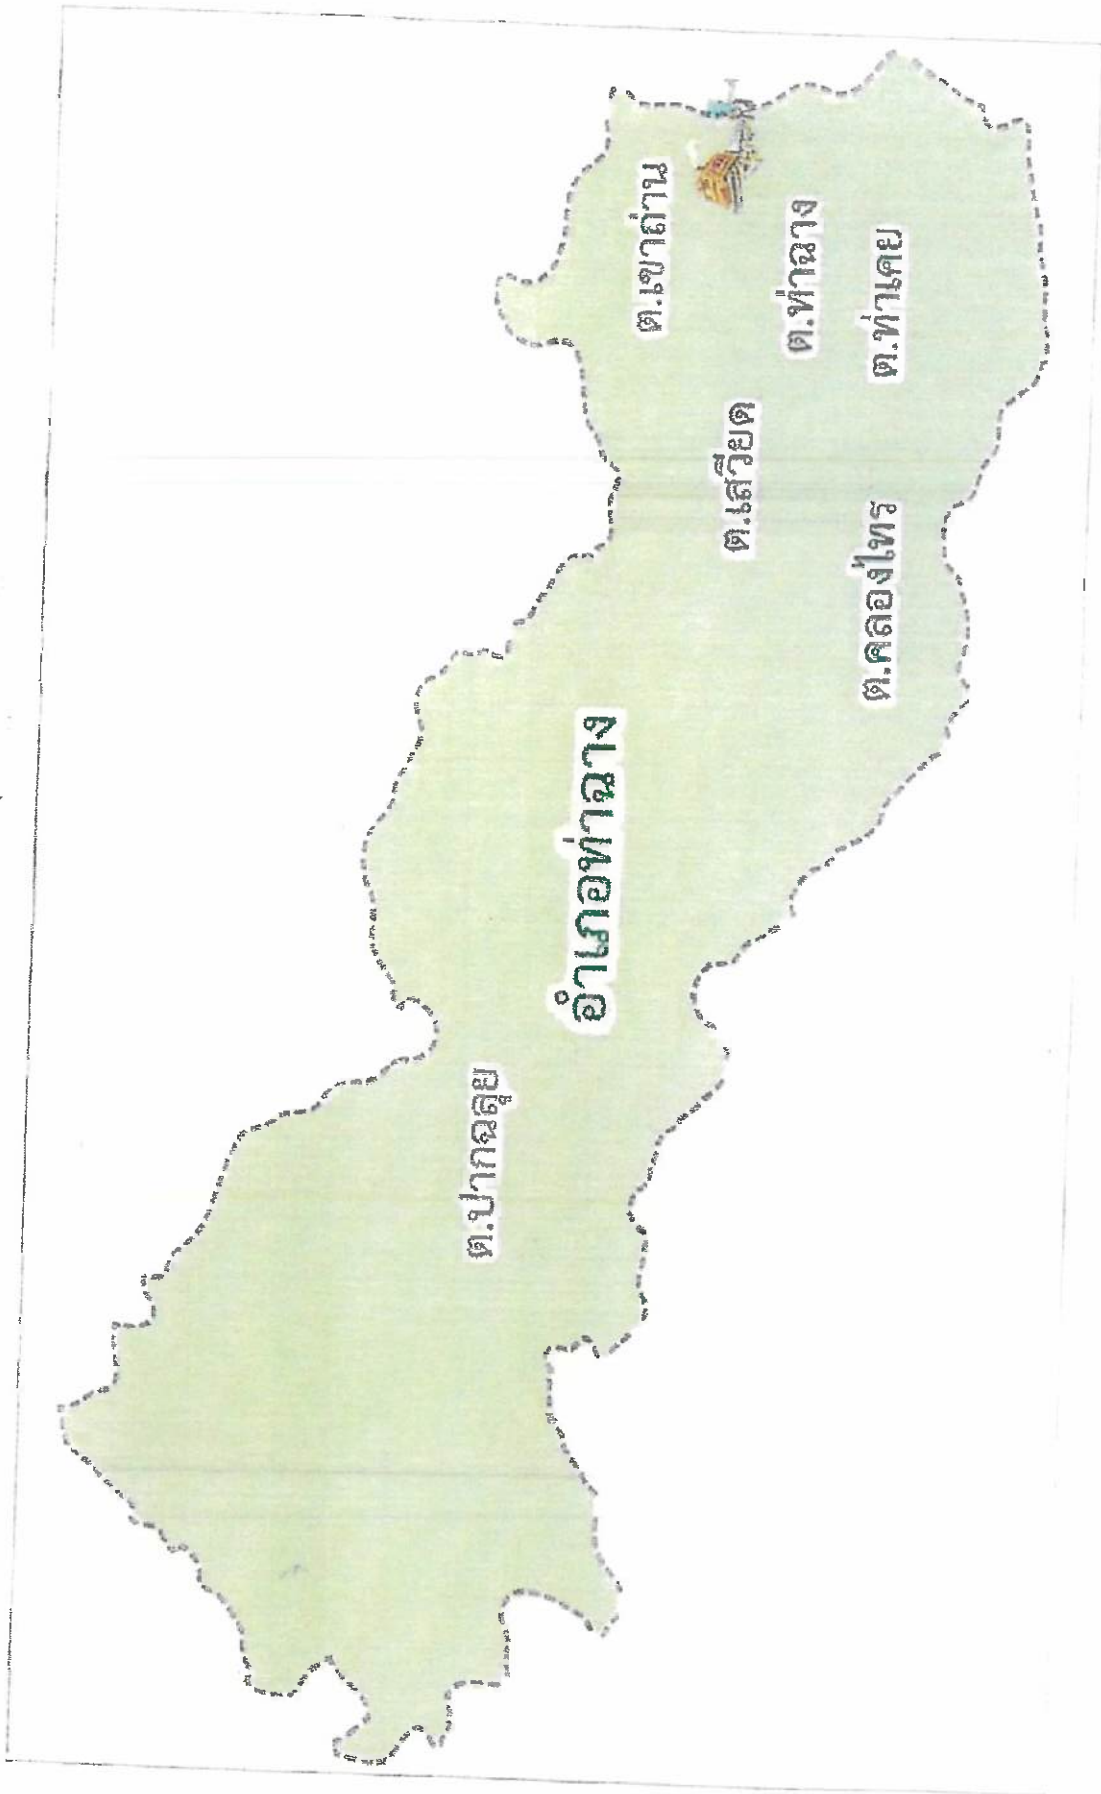 ต.ปากฉลุย
อำเภอท่าฉาง
ต.เขาถ่าน
ต.เสวียด
ต.ท่าฉาง
ต.คลองไทร
ต.ท่าเคย